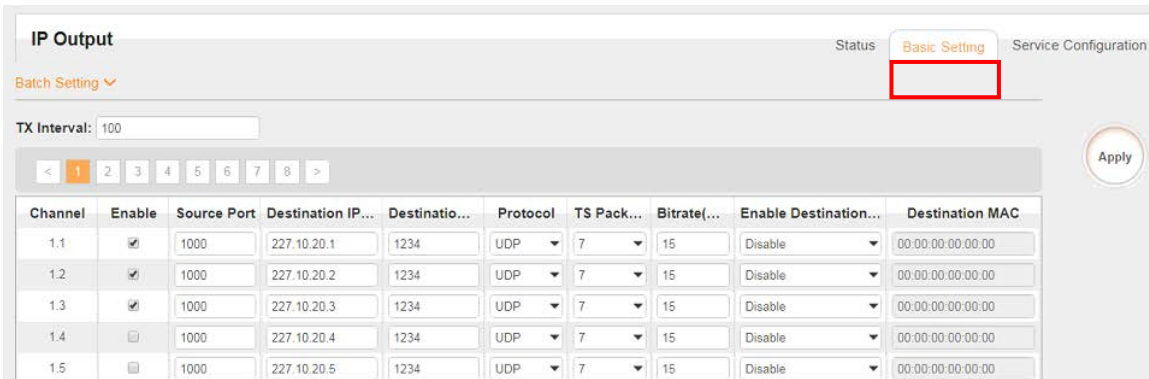 IP Output
Status Basic Setting Service Configuration
Batch Setting
TX Interval: 100
< 1 2 3 4 5 6 7 8 >
Apply
Channel Enable Source Port Destination IP... Destinatio... Protocol TS Pack... Bitrate(... Enable Destination... Destination MAC
1.1 1000 227.10.20.1 1234 UDP 7 15 Disable 00:00:00:00:00:00
1.2 1000 227.10.20.2 1234 UDP 7 15 Disable 00:00:00:00:00:00
1.3 1000 227.10.20.3 1234 UDP 7 15 Disable 00:00:00:00:00:00
1.4 1000 227.10.20.4 1234 UDP 7 15 Disable 00:00:00:00:00:00
1.5 1000 227.10.20.5 1234 UDP 7 15 Disable 00:00:00:00:00:00